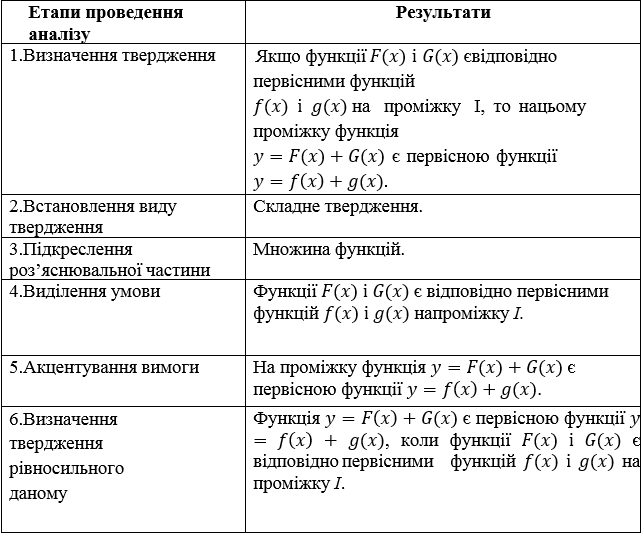 Етапи проведення
аналізу
Результати
1.Визначення твердження
Якщо функції F(x) і G(x) євідповідно
первісними функцій
f(x) і g(x) на проміжку I, то нацьому
проміжку функція
y = F(x) + G(x) є первісною функції
y = f(x) + g(x).
2.Встановлення виду
твердження
Складне твердження.
3.Підкреслення
роз’яснювальної частини
Множина функцій.
4.Виділення умови
Функції F(x) і G(x) є відповідно первісними
функцій f(x) і g(x) напроміжку I.
5.Акцентування вимоги
На проміжку функція y = F(x) + G(x) є
первісною функції y = f(x) + g(x).
6.Визначення
твердження
рівносильного
даному
Функція y = F(x) + G(x) є первісною функції y
= f(x) + g(x), коли функції F(x) і G(x) є
відповідно первісними функцій f(x) і g(x) на
проміжку I.